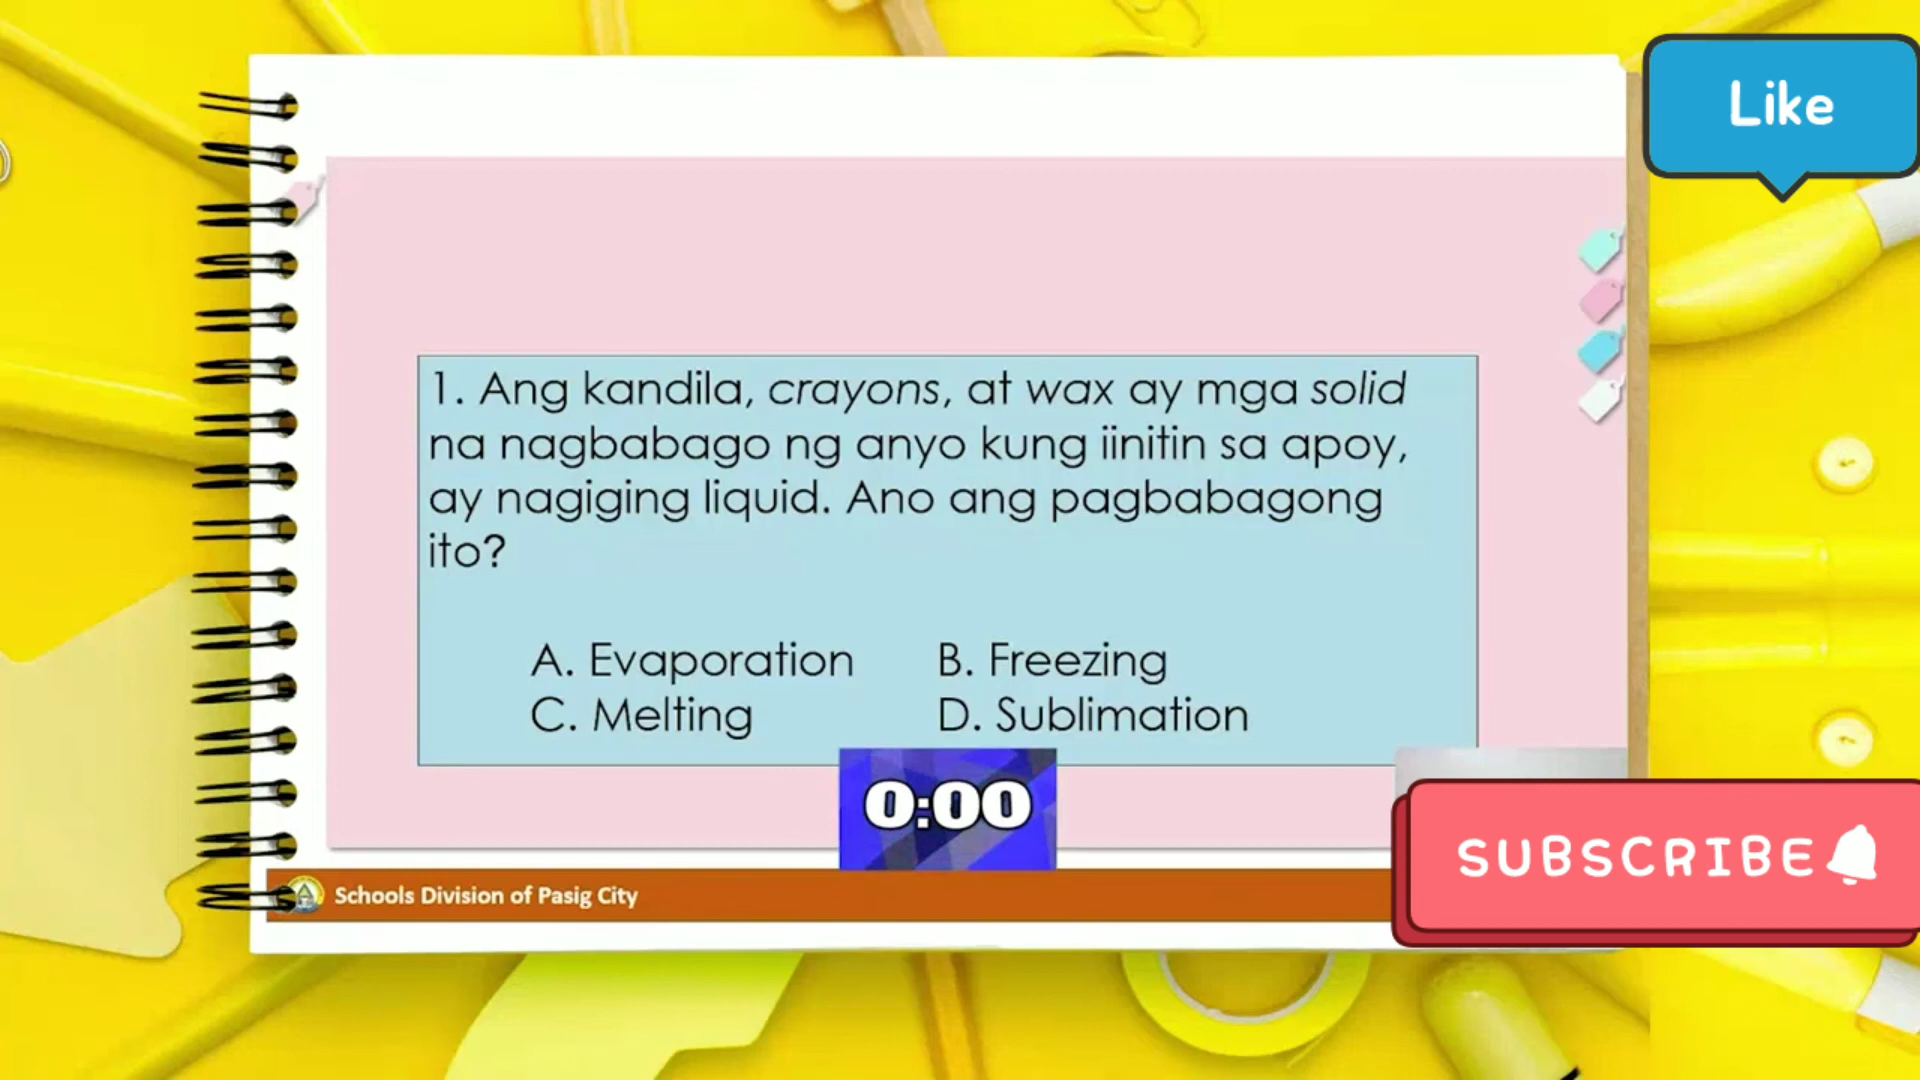 Like
1. Ang kandila, crayons, at wax ay mga solid
na nagbabago ng anyo kung iinitin sa apoy,
ay nagiging liquid. Ano ang pagbabagong
ito?
A. Evaporation B. Freezing
C. Melting D. Sublimation
0:00
SUBSCRIBE
Schools Division of Pasig City